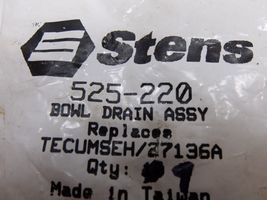 Stens
525-220
BOWL DRAIN ASSY
Replaces
TECUMSEH/27136A
Qty: 1
Made in Taiwan